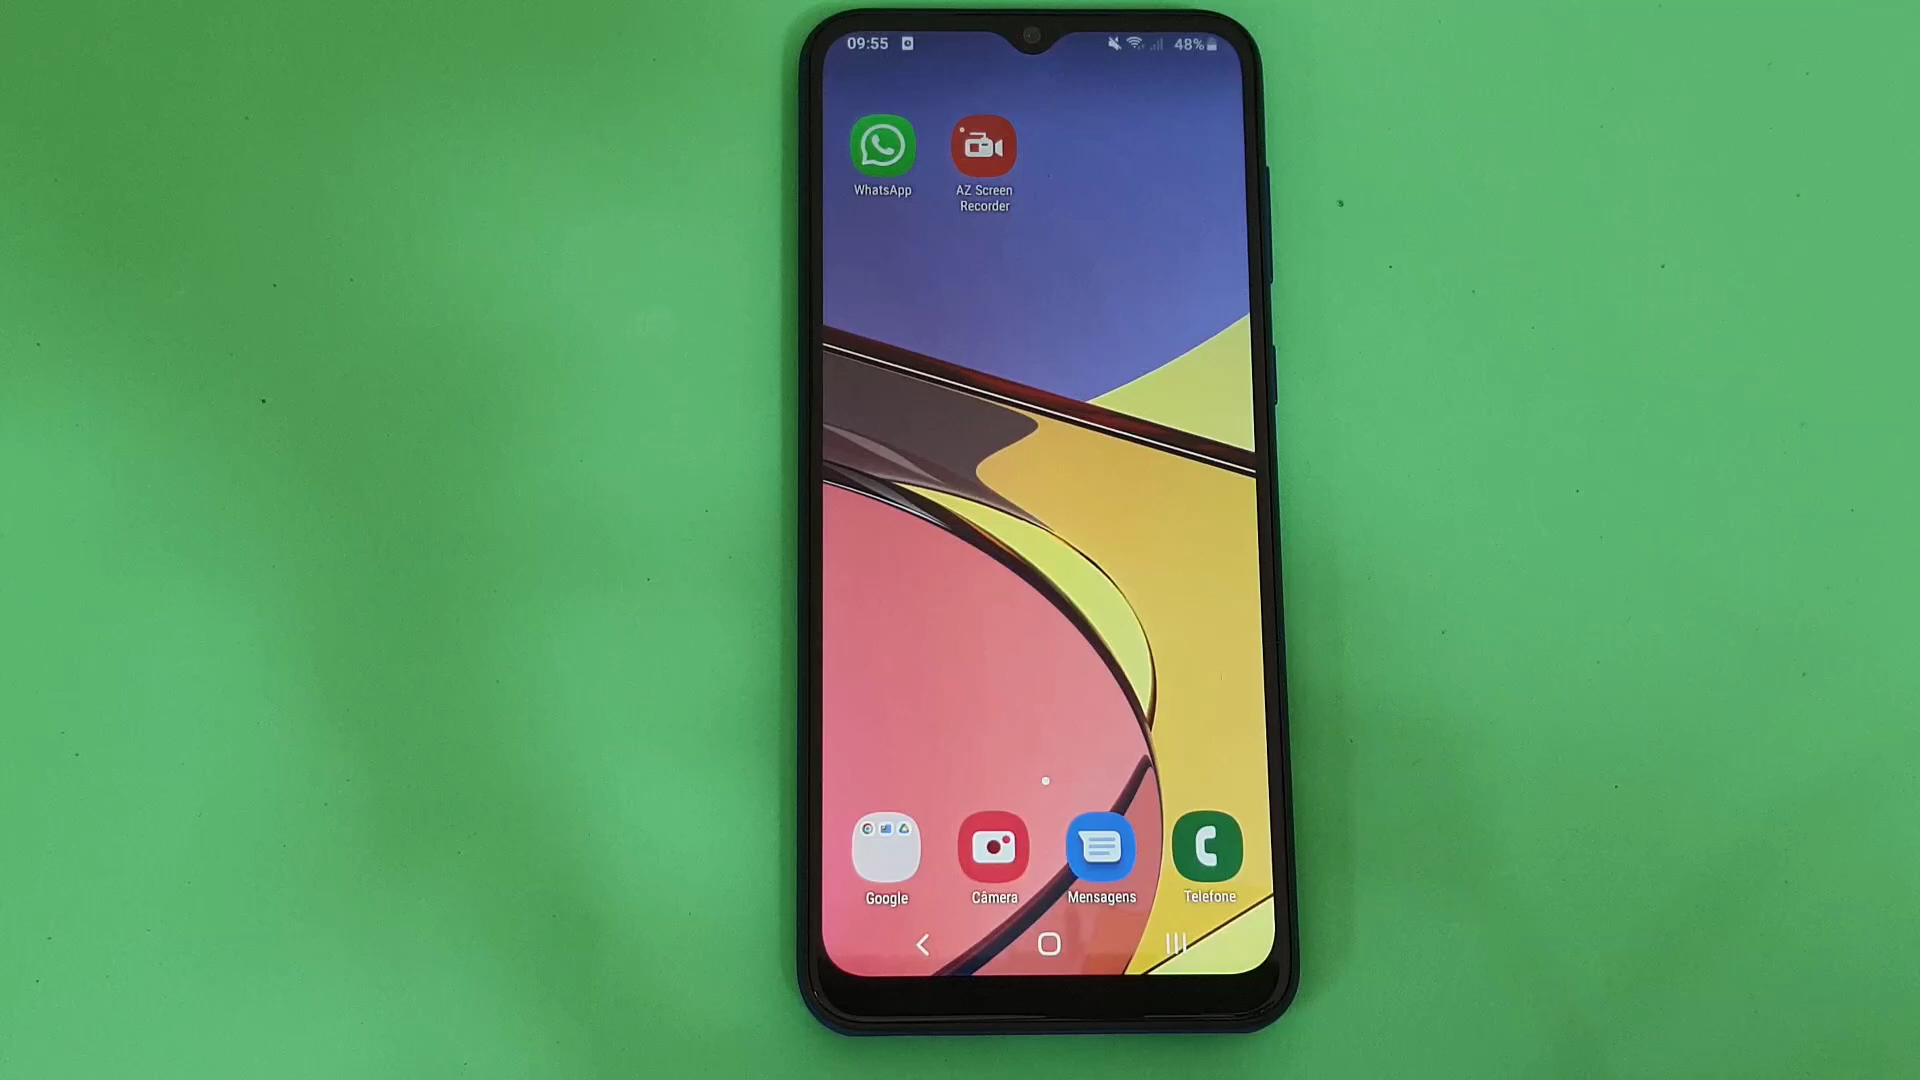 09:55
48%
WhatsApp
AZ Screen
Recorder
Google
Câmera
Mensagens
Telefone